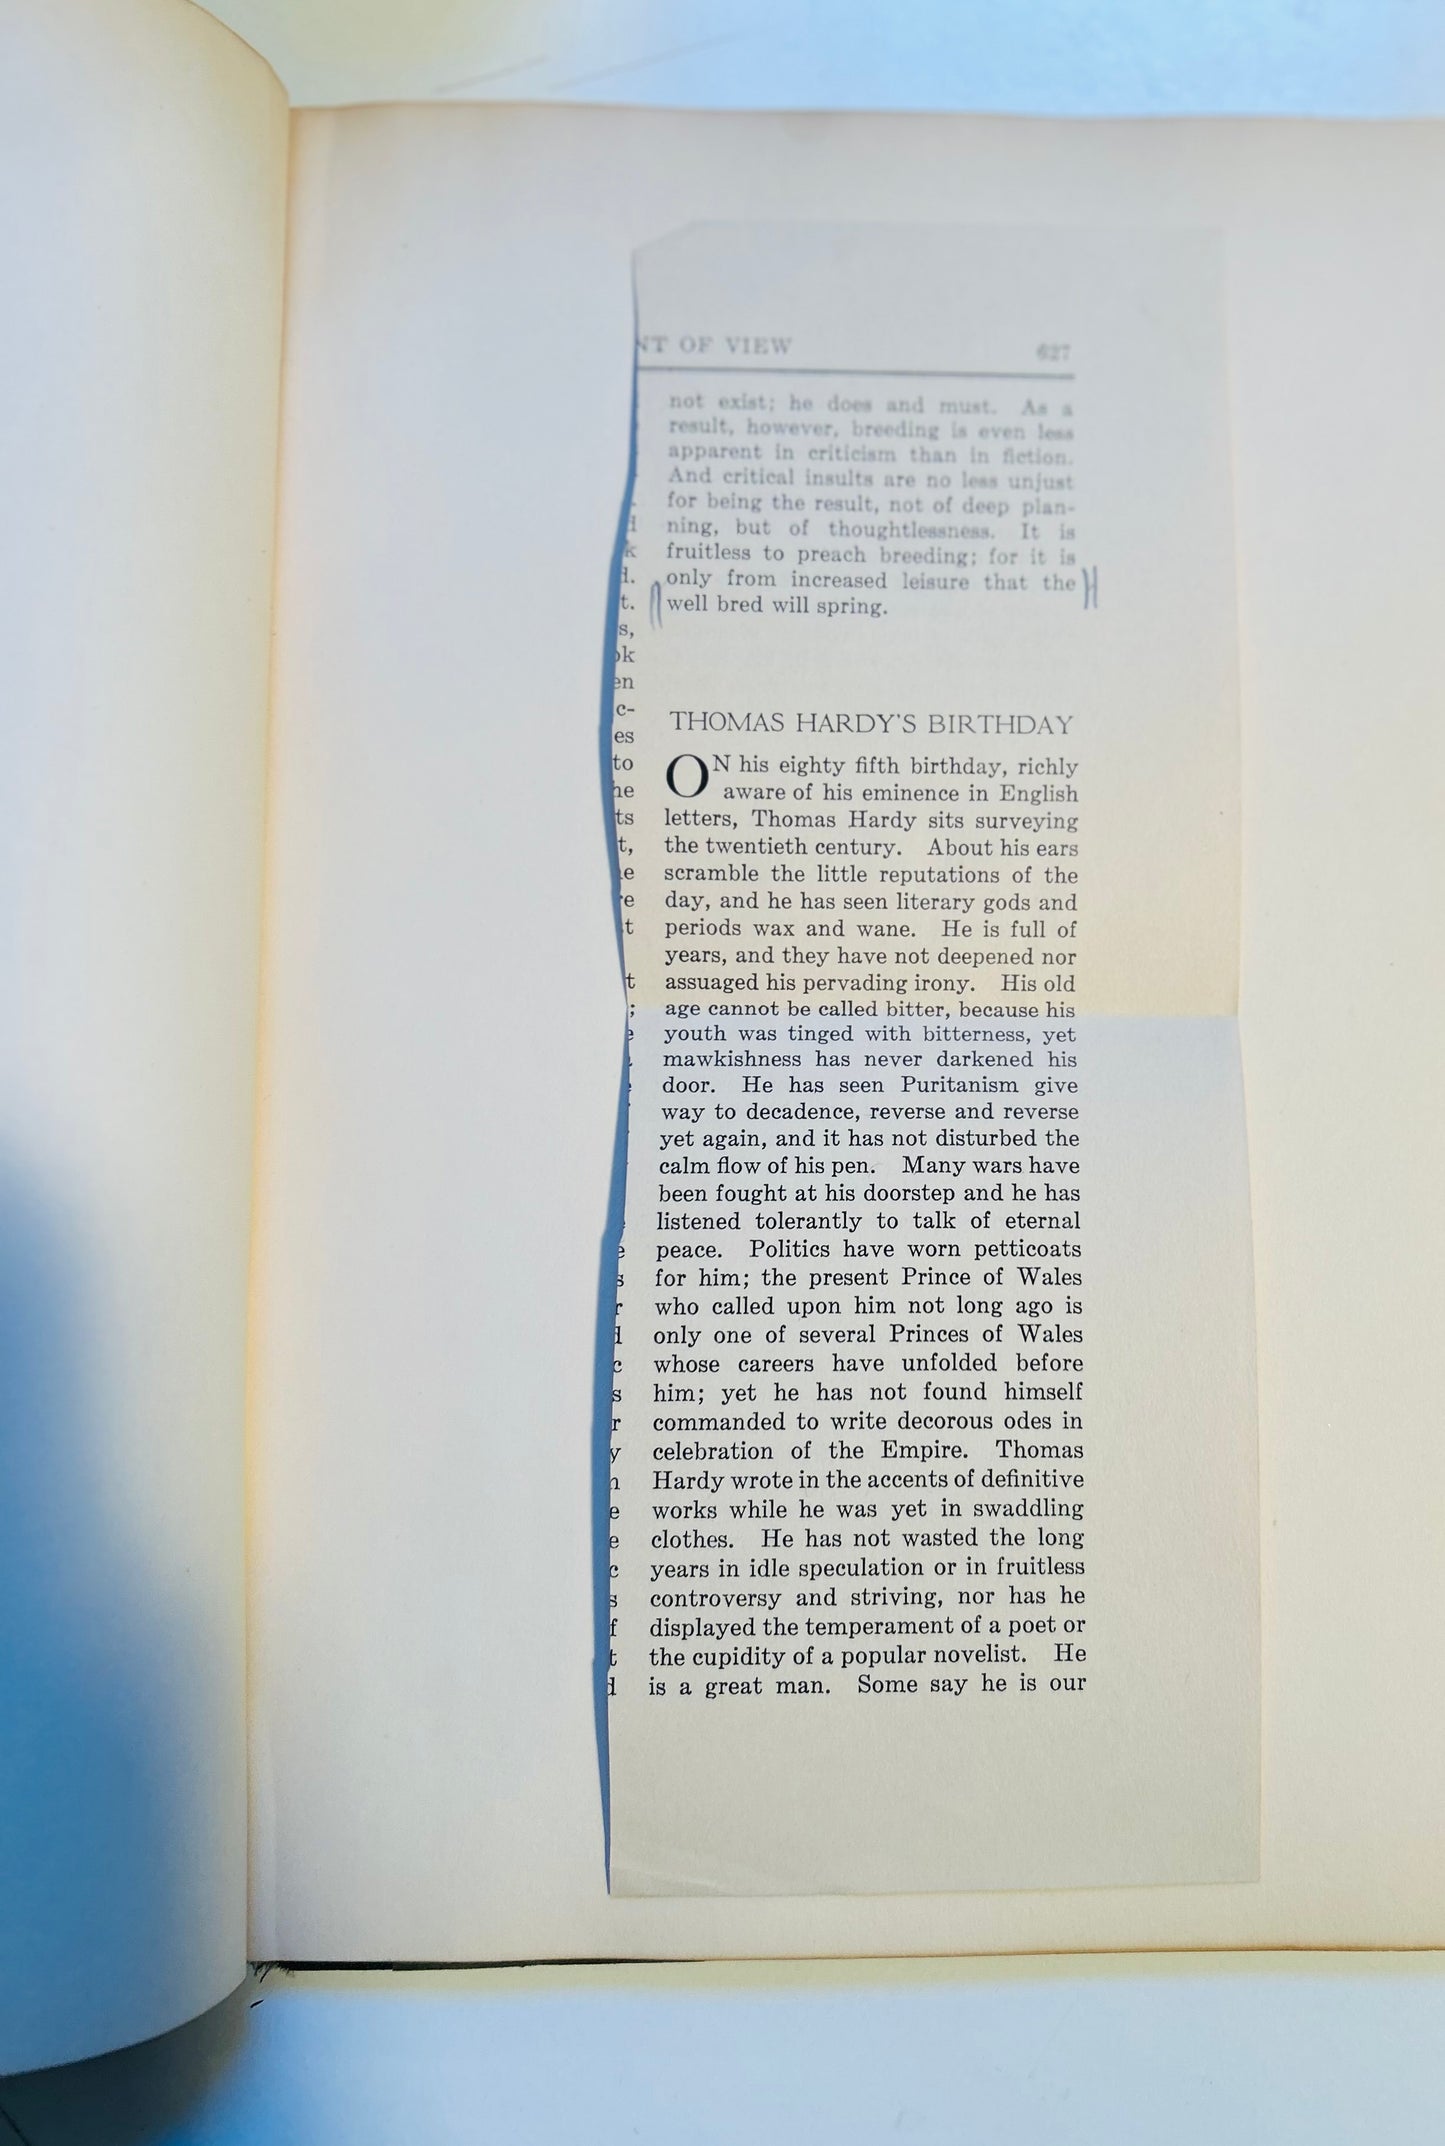 NT OF VIEW 627
not exist; he does and must. As a
result, however, breeding is even less
apparent in criticism than in fiction.
And critical insults are no less unjust
for being the result, not of deep plan-
ning, but of thoughtlessness. It is
fruitless to preach breeding; for it is
only from increased leisure that the
well bred will spring.
THOMAS HARDY'S BIRTHDAY
ON his eighty fifth birthday, richly
aware of his eminence in English
letters, Thomas Hardy sits surveying
the twentieth century. About his ears
scramble the little reputations of the
day, and he has seen literary gods and
periods wax and wane. He is full of
years, and they have not deepened nor
assuaged his pervading irony. His old
age cannot be called bitter, because his
youth was tinged with bitterness, yet
mawkishness has never darkened his
door. He has seen Puritanism give
way to decadence, reverse and reverse
yet again, and it has not disturbed the
calm flow of his pen. Many wars have
been fought at his doorstep and he has
listened tolerantly to talk of eternal
peace. Politics have worn petticoats
for him; the present Prince of Wales
who called upon him not long ago is
only one of several Princes of Wales
whose careers have unfolded before
him; yet he has not found himself
commanded to write decorous odes in
celebration of the Empire. Thomas
Hardy wrote in the accents of definitive
works while he was yet in swaddling
clothes. He has not wasted the long
years in idle speculation or in fruitless
controversy and striving, nor has he
displayed the temperament of a poet or
the cupidity of a popular novelist. He
is a great man. Some say he is our